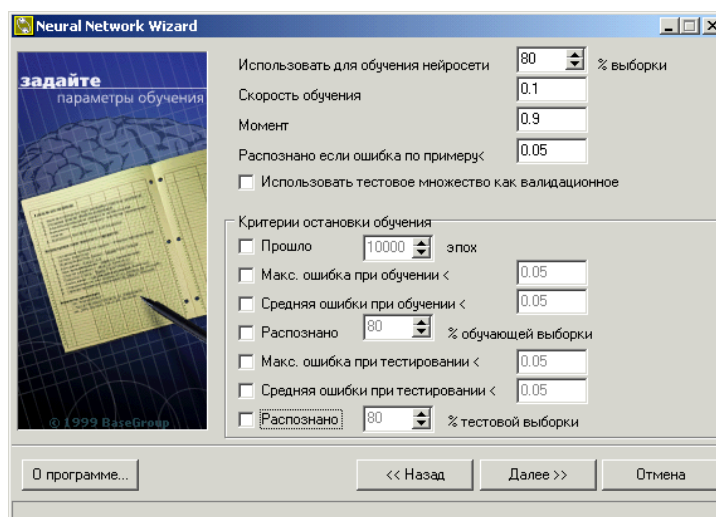 Neural Network Wizard
задайте
параметры обучения
© 1999 BaseGroup
Использовать для обучения нейросети 80 % выборки
Скорость обучения 0.1
Момент 0.9
Распознано если ошибка по примеру< 0.05
Использовать тестовое множество как валидационное
Критерии остановки обучения
Прошло 10000 эпох
Макс. ошибка при обучении < 0.05
Средняя ошибки при обучении < 0.05
Распознано 80 % обучающей выборки
Макс. ошибка при тестировании < 0.05
Средняя ошибки при тестировании < 0.05
Распознано 80 % тестовой выборки
О программе... << Назад Далее >> Отмена